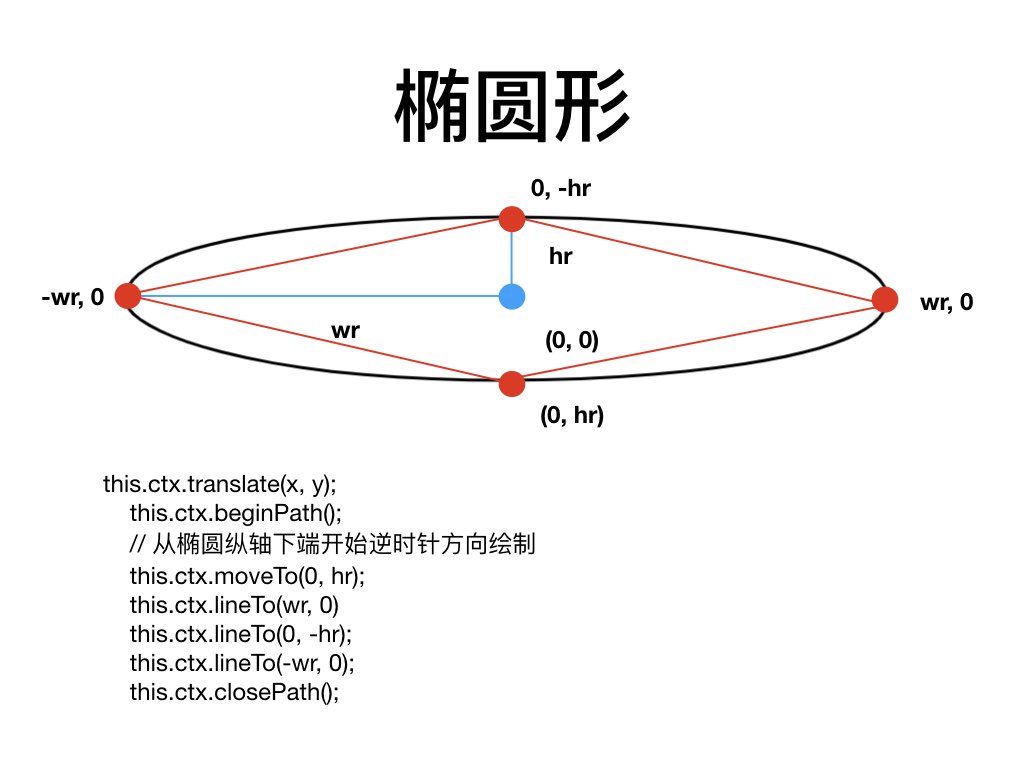 椭圆形
0, -hr
hr
-wr, 0
wr, 0
wr
(0, 0)
(0, hr)
this.ctx.translate(x, y);
this.ctx.beginPath();
// 从椭圆纵轴下端开始逆时针方向绘制
this.ctx.moveTo(0, hr);
this.ctx.lineTo(wr, 0)
this.ctx.lineTo(0, -hr);
this.ctx.lineTo(-wr, 0);
this.ctx.closePath();